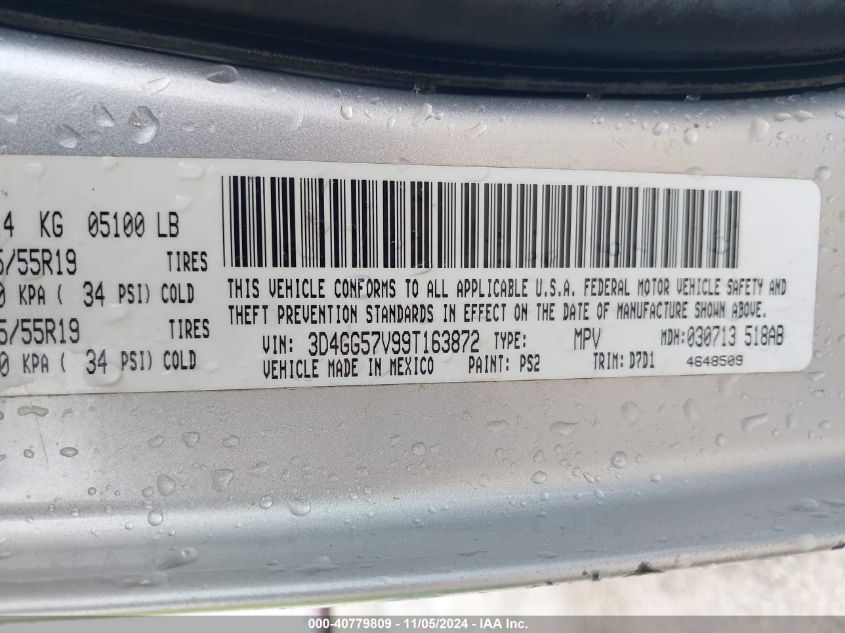 4 KG 05100 LB
/55R19 TIRES
0 KPA ( 34 PSI) COLD
/55R19 TIRES
0 KPA ( 34 PSI) COLD
THIS VEHICLE CONFORMS TO ALL APPLICABLE U.S.A. FEDERAL MOTOR VEHICLE SAFETY AND
THEFT PREVENTION STANDARDS IN EFFECT ON THE DATE OF MANUFACTURE SHOWN ABOVE.
VIN: 3D4GG57V99T163872 TYPE: MPV MDH:030713 518AB
VEHICLE MADE IN MEXICO PAINT: PS2 TRIM: D7D1 4648509
000-40779809 - 11/05/2024 - IAA Inc.